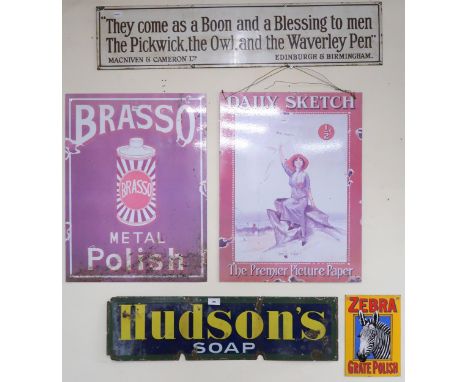 "They come as a Boon and a Blessing to men
The Pickwick, the Owl, and the Waverley Pen"
MACNIVEN & CAMERON LTD EDINBURGH & BIRMINGHAM.
BRASSO
BRASSO
METAL
Polish
DAILY SKETCH
1/2
The Premier Picture Paper
Hudson's
SOAP
ZEBRA
GRATE POLISH